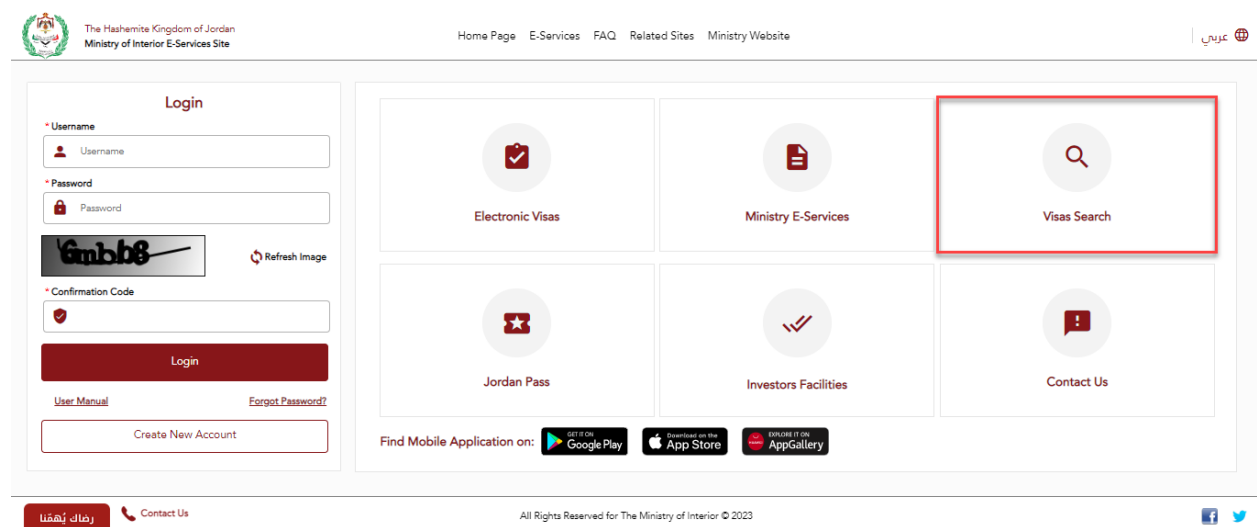 The Hashemite Kingdom of Jordan
Ministry of Interior E-Services Site
Home Page E-Services FAQ Related Sites Ministry Website
عربي
Login
* Username
Username
* Password
Password
6mbb8
Refresh Image
* Confirmation Code
Login
User Manual Forgot Password?
Create New Account
Electronic Visas
Ministry E-Services
Visas Search
Jordan Pass
Investors Facilities
Contact Us
Find Mobile Application on:
GET IT ON
Google Play
Download on the
App Store
EXPLORE IT ON
AppGallery
رضاك يُهمّنا
Contact Us
All Rights Reserved for The Ministry of Interior © 2023